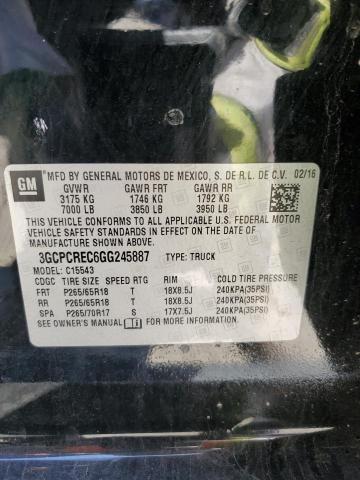 GM
MFD BY GENERAL MOTORS DE MEXICO, S. DE R.L. DE C.V. 02/16
GVWR GAWR FRT GAWR RR
3175 KG 1746 KG 1792 KG
7000 LB 3850 LB 3950 LB
THIS VEHICLE CONFORMS TO ALL APPLICABLE U.S. FEDERAL MOTOR
VEHICLE SAFETY STANDARDS IN EFFECT ON THE DATE OF
MANUFACTURE SHOWN ABOVE.
3GCPCREC6GG245887 TYPE: TRUCK
MODEL: C15543
CDGC TIRE SIZE SPEED RTG RIM COLD TIRE PRESSURE
FRT P265/65R18 T 18X8.5J 240KPA(35PSI)
RR P265/65R18 T 18X8.5J 240KPA(35PSI)
SPA P265/70R17 S 17X7.5J 240KPA(35PSI)
SEE OWNER'S MANUAL FOR MORE INFORMATION.